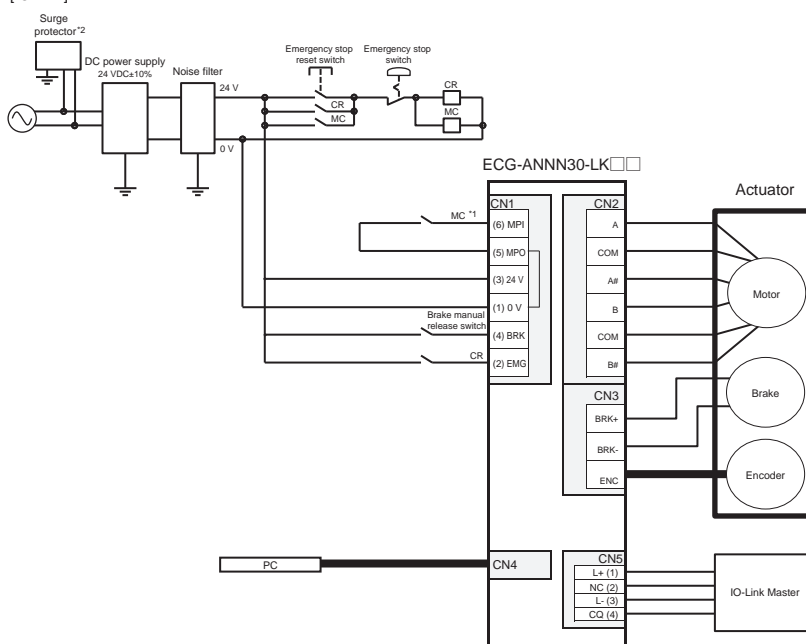 Surge
protector*2
DC power supply
24 VDC±10%
Noise filter
24 V
0 V
Emergency stop
reset switch
Emergency stop
switch
CR
MC
CR
MC
ECG-ANNN30-LK□□
Actuator
CN1
MC *1
(6) MPI
(5) MPO
(3) 24 V
(1) 0 V
Brake manual
release switch
(4) BRK
CR
(2) EMG
CN2
A
COM
A#
B
COM
B#
Motor
CN3
BRK+
BRK-
ENC
Brake
Encoder
PC
CN4
CN5
L+ (1)
NC (2)
L- (3)
CQ (4)
IO-Link Master